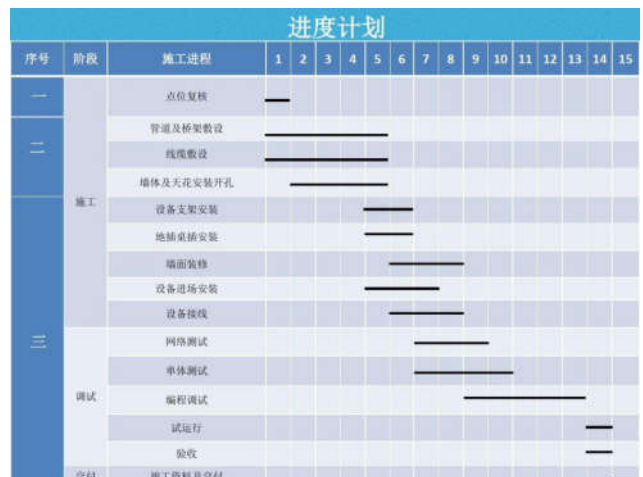 进度计划
序号 阶段 施工进程 1 2 3 4 5 6 7 8 9 10 11 12 13 14 15
一 施工 点位复核
二 管道及桥架敷设
线缆敷设
墙体及天花安装开孔
三 设备支架安装
地插桌插安装
墙面装修
设备进场安装
设备接线
调试 网络测试
单体测试
编程调试
试运行
验收
交付